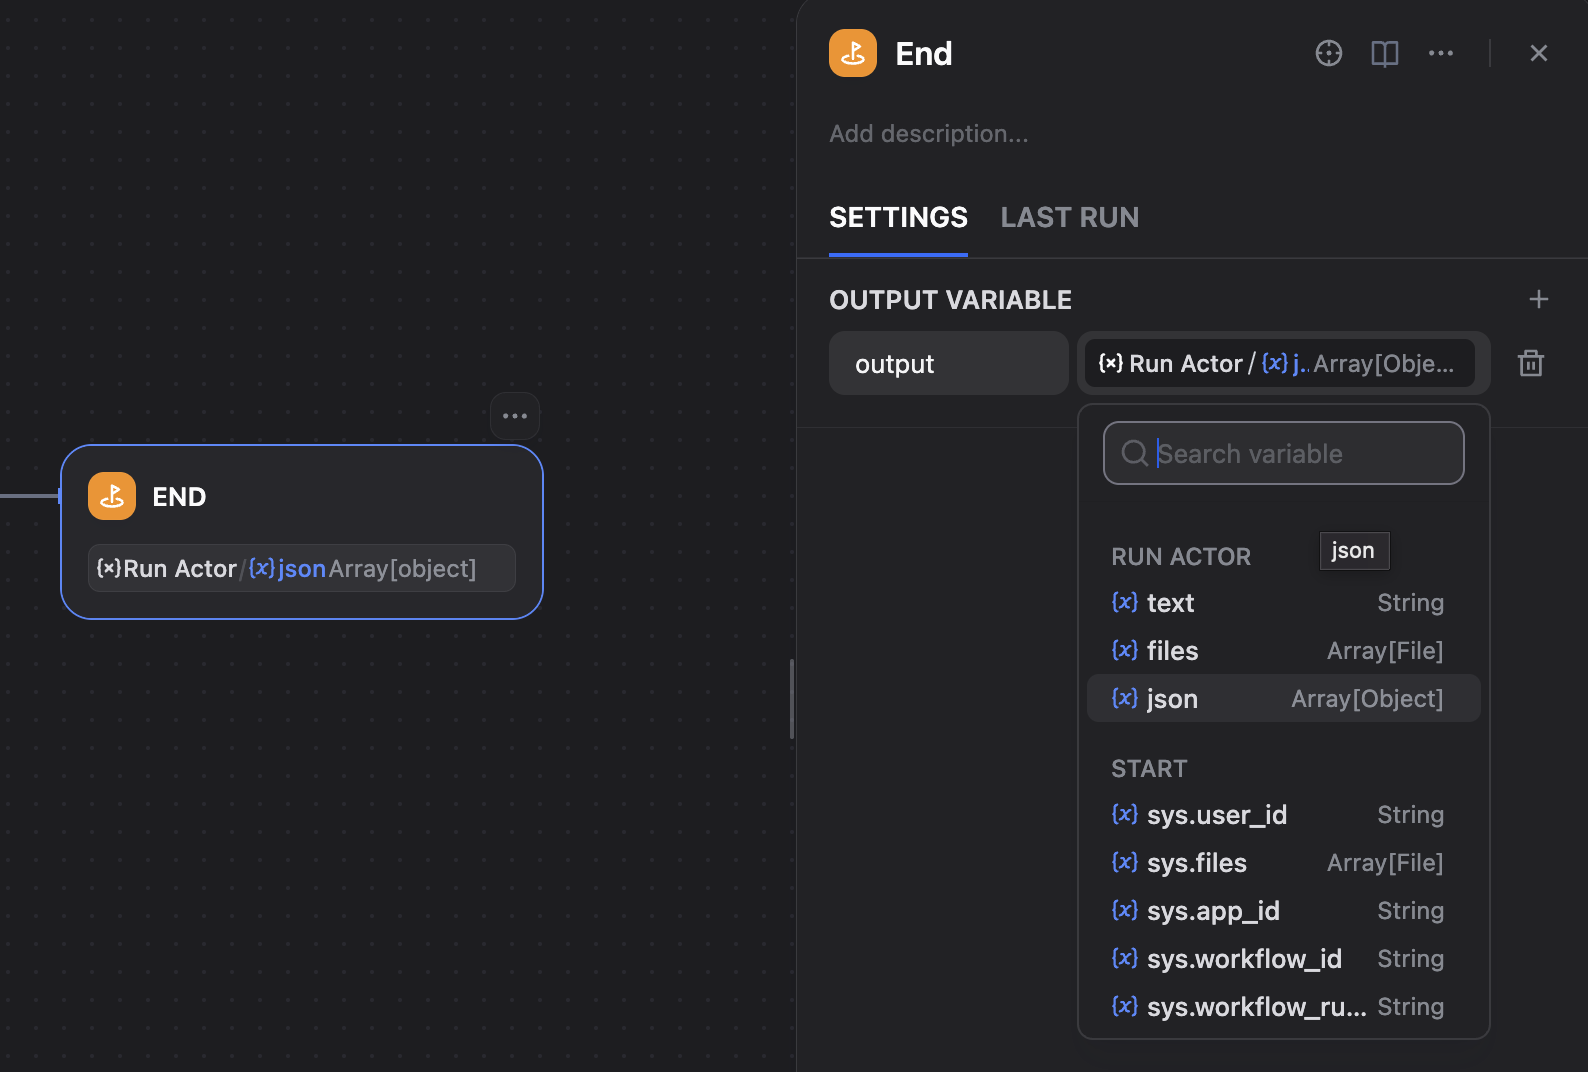 END
{×}Run Actor/{x}jsonArray[object]
End
Add description...
SETTINGS LAST RUN
OUTPUT VARIABLE
output
{×} Run Actor / {x} j.. Array[Obje...
Search variable
RUN ACTOR
json
{x} text String
{x} files Array[File]
{x} json Array[Object]
START
{x} sys.user_id String
{x} sys.files Array[File]
{x} sys.app_id String
{x} sys.workflow_id String
{x} sys.workflow_ru... String